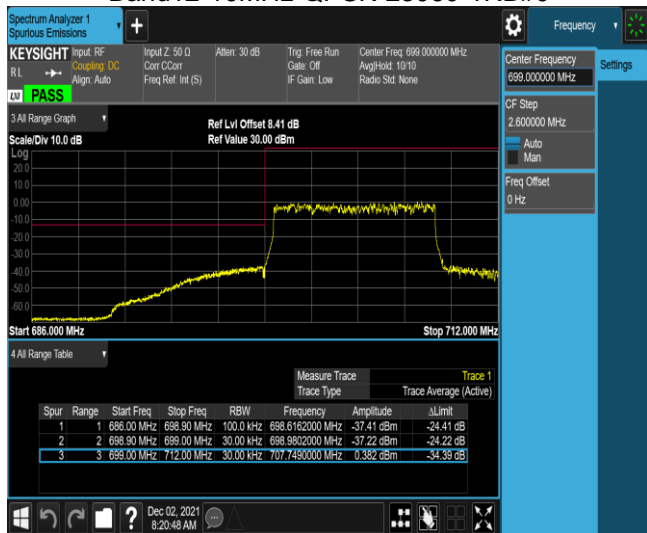 Spectrum Analyzer 1
Spurious Emissions
Frequency
KEYSIGHT Input: RF Input Z: 50 Ω Atten: 30 dB Trig: Free Run Center Freq: 699.000000 MHz
RL Coupling: DC Corr CCorr Gate: Off Avg|Hold: 10/10
Align: Auto Freq Ref: Int (S) IF Gain: Low Radio Std: None
LXI PASS
Center Frequency
699.000000 MHz
Settings
CF Step
2.600000 MHz
Auto
Man
Freq Offset
0 Hz
3 All Range Graph
Ref Lvl Offset 8.41 dB
Scale/Div 10.0 dB Ref Value 30.00 dBm
Log
20.0
10.0
0.00
-10.0
-20.0
-30.0
-40.0
-50.0
-60.0
Start 686.000 MHz Stop 712.000 MHz
4 All Range Table
Measure Trace Trace 1
Trace Type Trace Average (Active)
Spur Range Start Freq Stop Freq RBW Frequency Amplitude ΔLimit
1 1 686.00 MHz 698.90 MHz 100.0 kHz 698.6162000 MHz -37.41 dBm -24.41 dB
2 2 698.90 MHz 699.00 MHz 30.00 kHz 698.9802000 MHz -37.22 dBm -24.22 dB
3 3 699.00 MHz 712.00 MHz 30.00 kHz 707.7490000 MHz 0.382 dBm -34.39 dB
?
Dec 02, 2021
8:20:48 AM